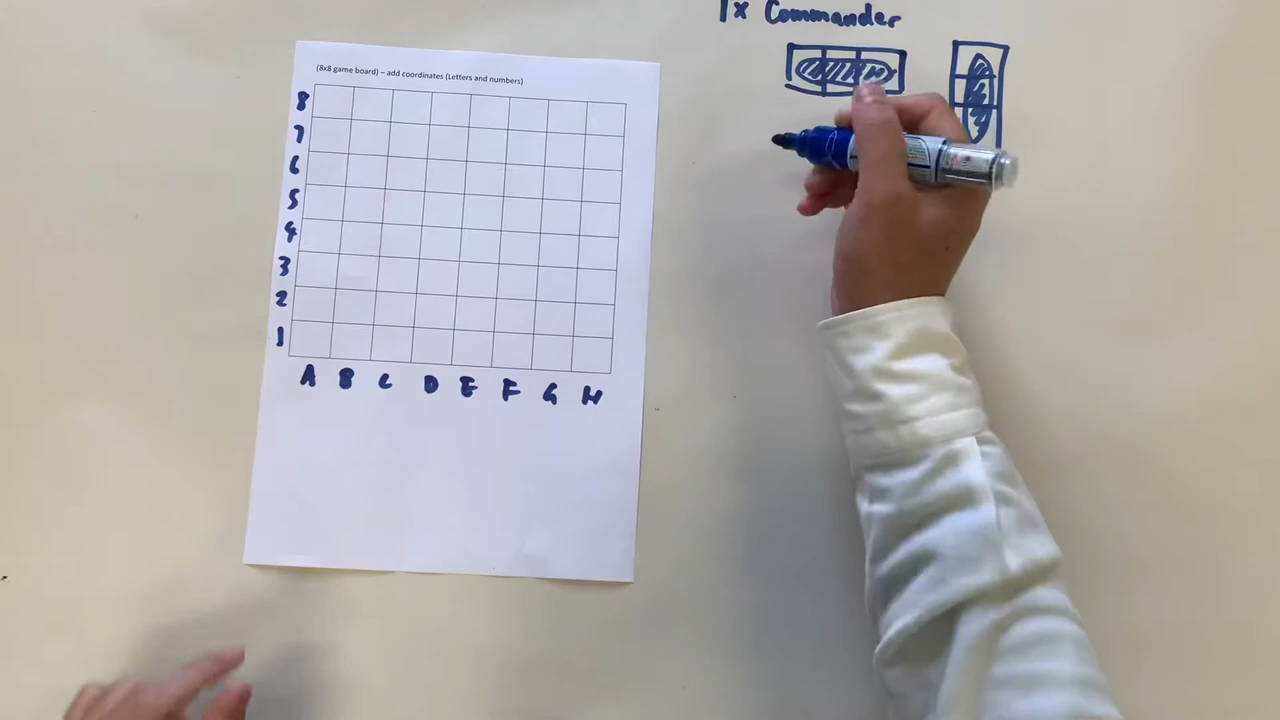 1x Commander
(8x8 game board) – add coordinates (Letters and numbers)
8
7
6
5
4
3
2
1
A B C D E F G H